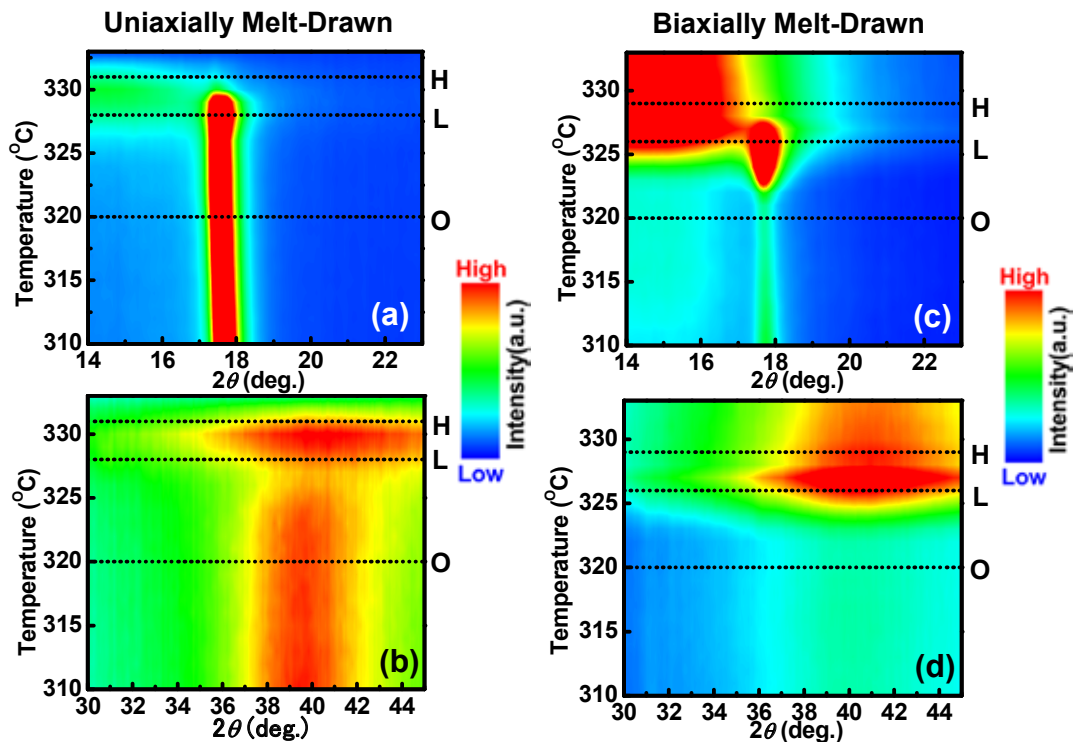 Uniaxially Melt-Drawn
Biaxially Melt-Drawn
Temperature (°C)
330
325
320
315
310
H
L
O
(a)
14 16 18 20 22
2θ (deg.)
High
Intensity(a.u.)
Low
Temperature (°C)
330
325
320
315
310
H
L
O
(c)
14 16 18 20 22
2θ (deg.)
High
Intensity(a.u.)
Low
Temperature (°C)
330
325
320
315
310
H
L
O
(b)
30 32 34 36 38 40 42 44
2θ (deg.)
Temperature (°C)
330
325
320
315
310
H
L
O
(d)
30 32 34 36 38 40 42 44
2θ (deg.)